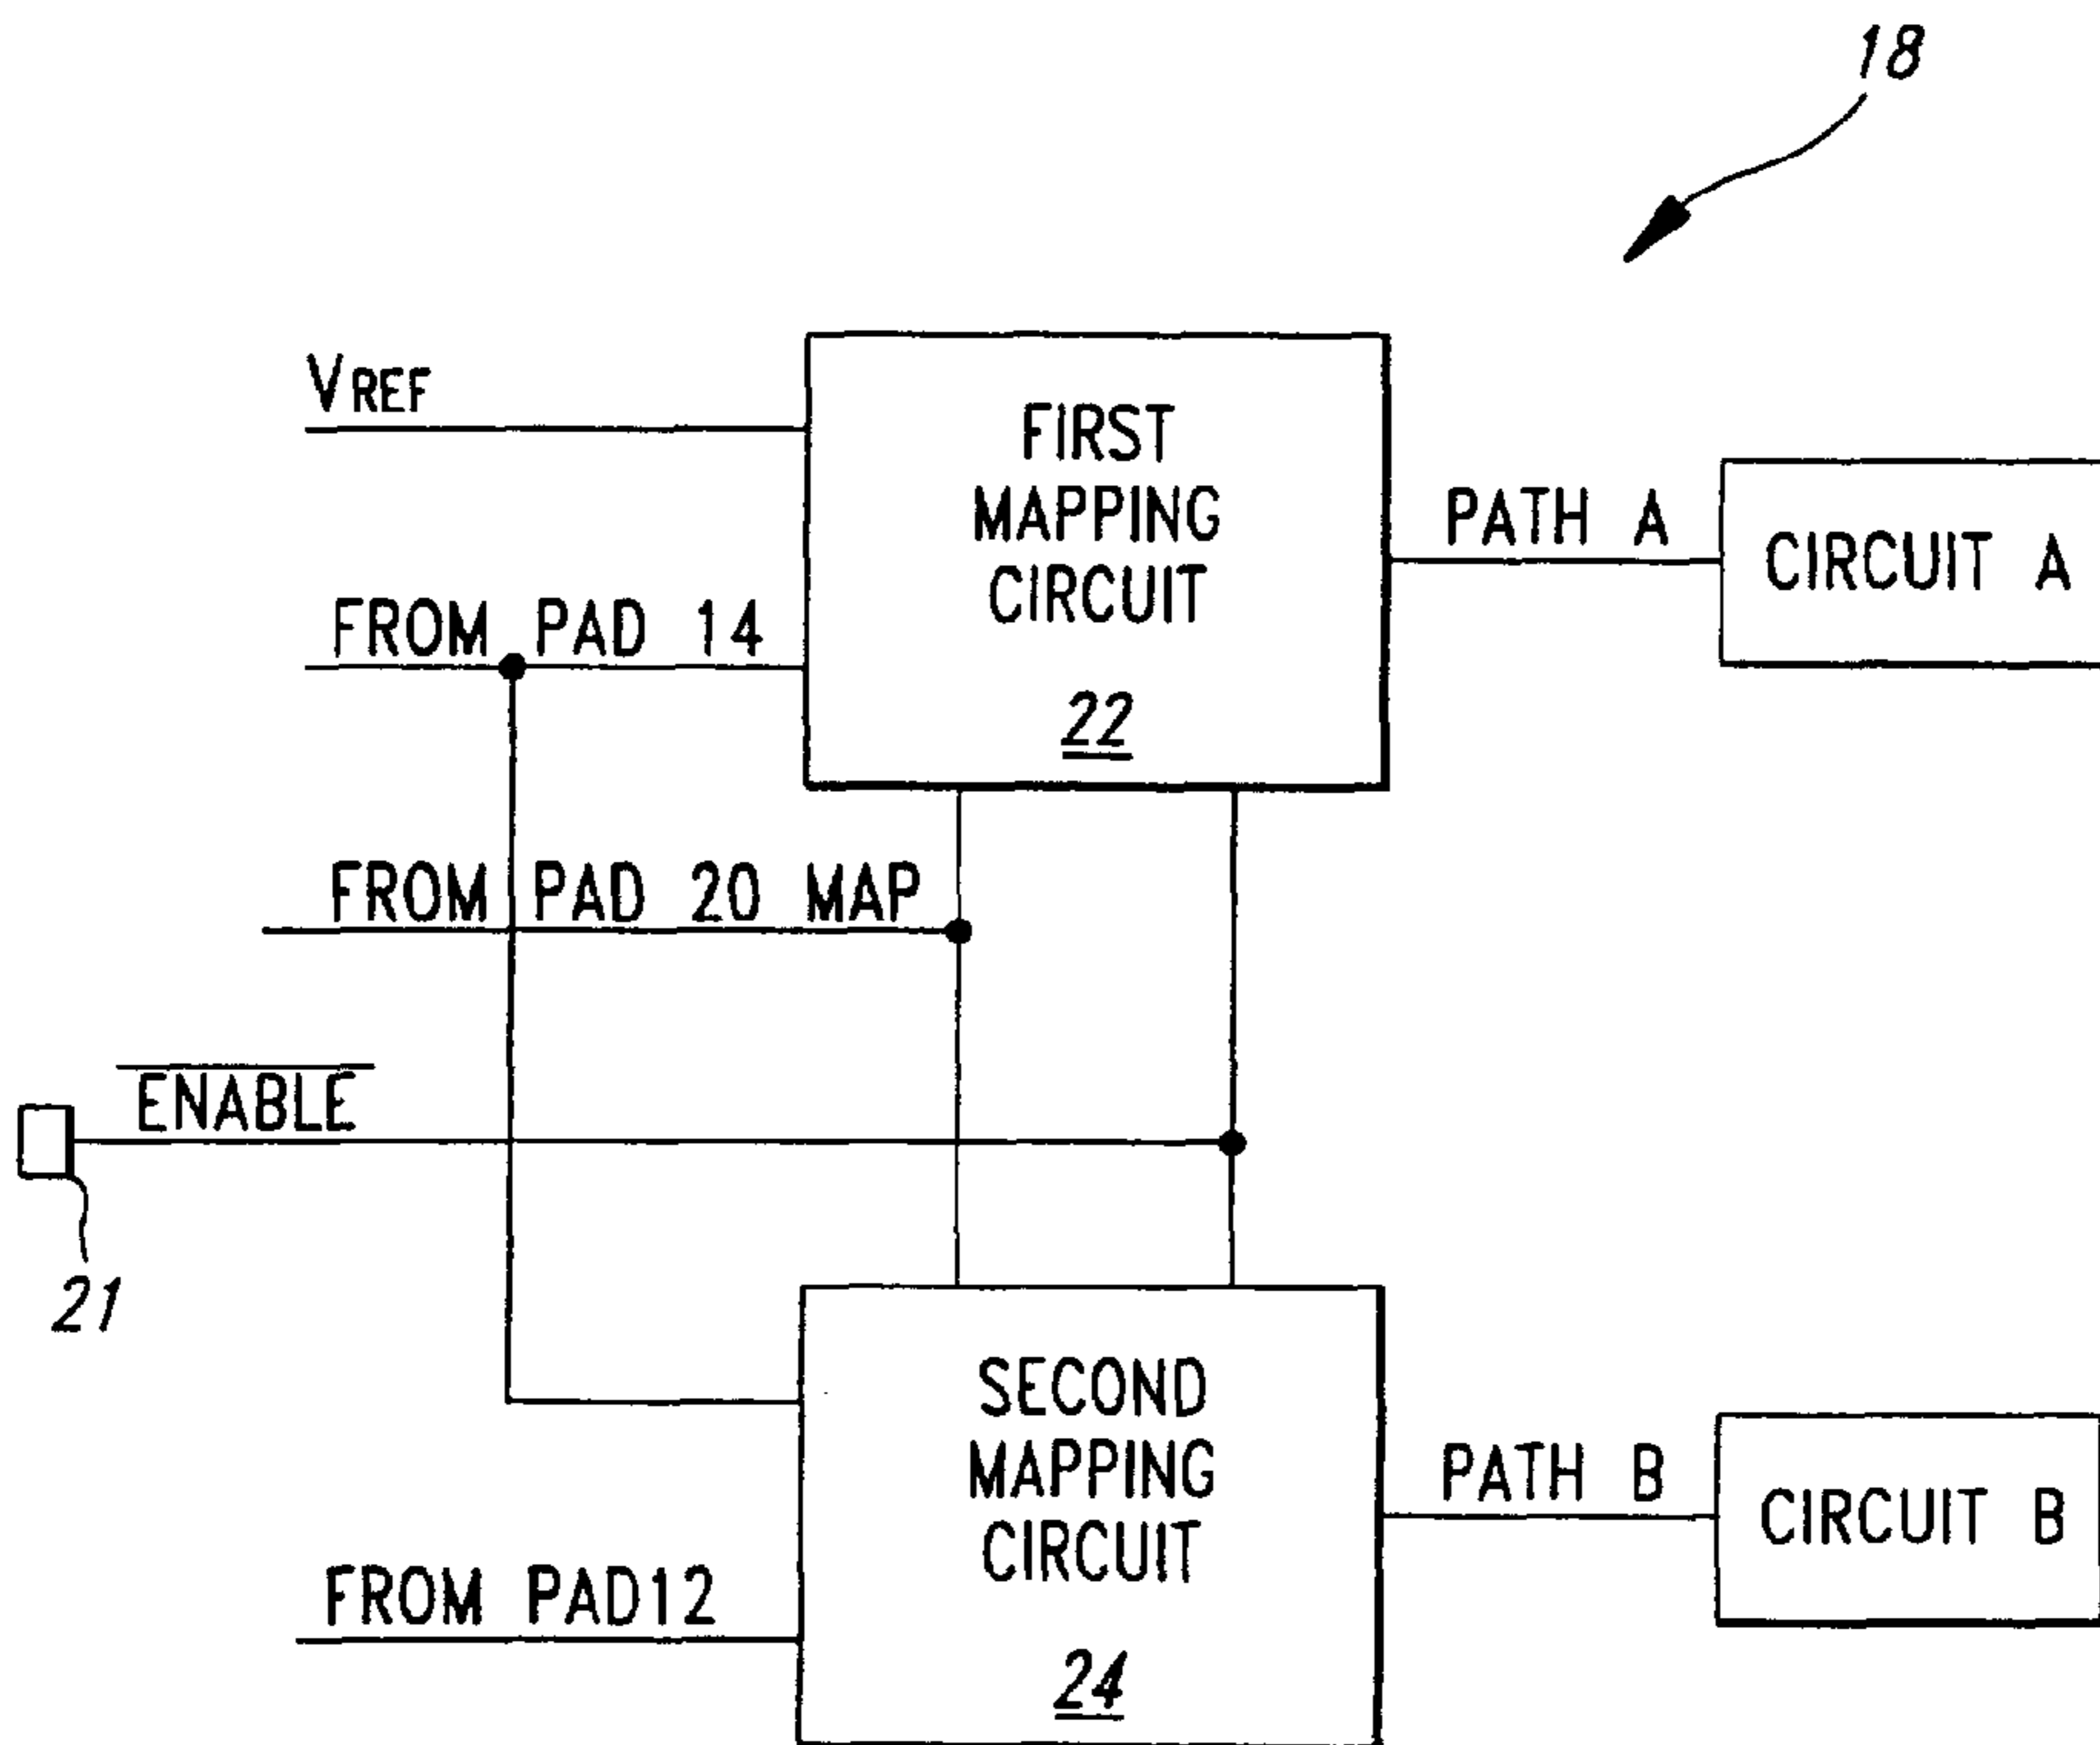 18
VREF
FIRST
MAPPING
CIRCUIT
22
PATH A
CIRCUIT A
FROM PAD 14
FROM PAD 20 MAP
ENABLE
21
SECOND
MAPPING
CIRCUIT
24
PATH B
CIRCUIT B
FROM PAD12